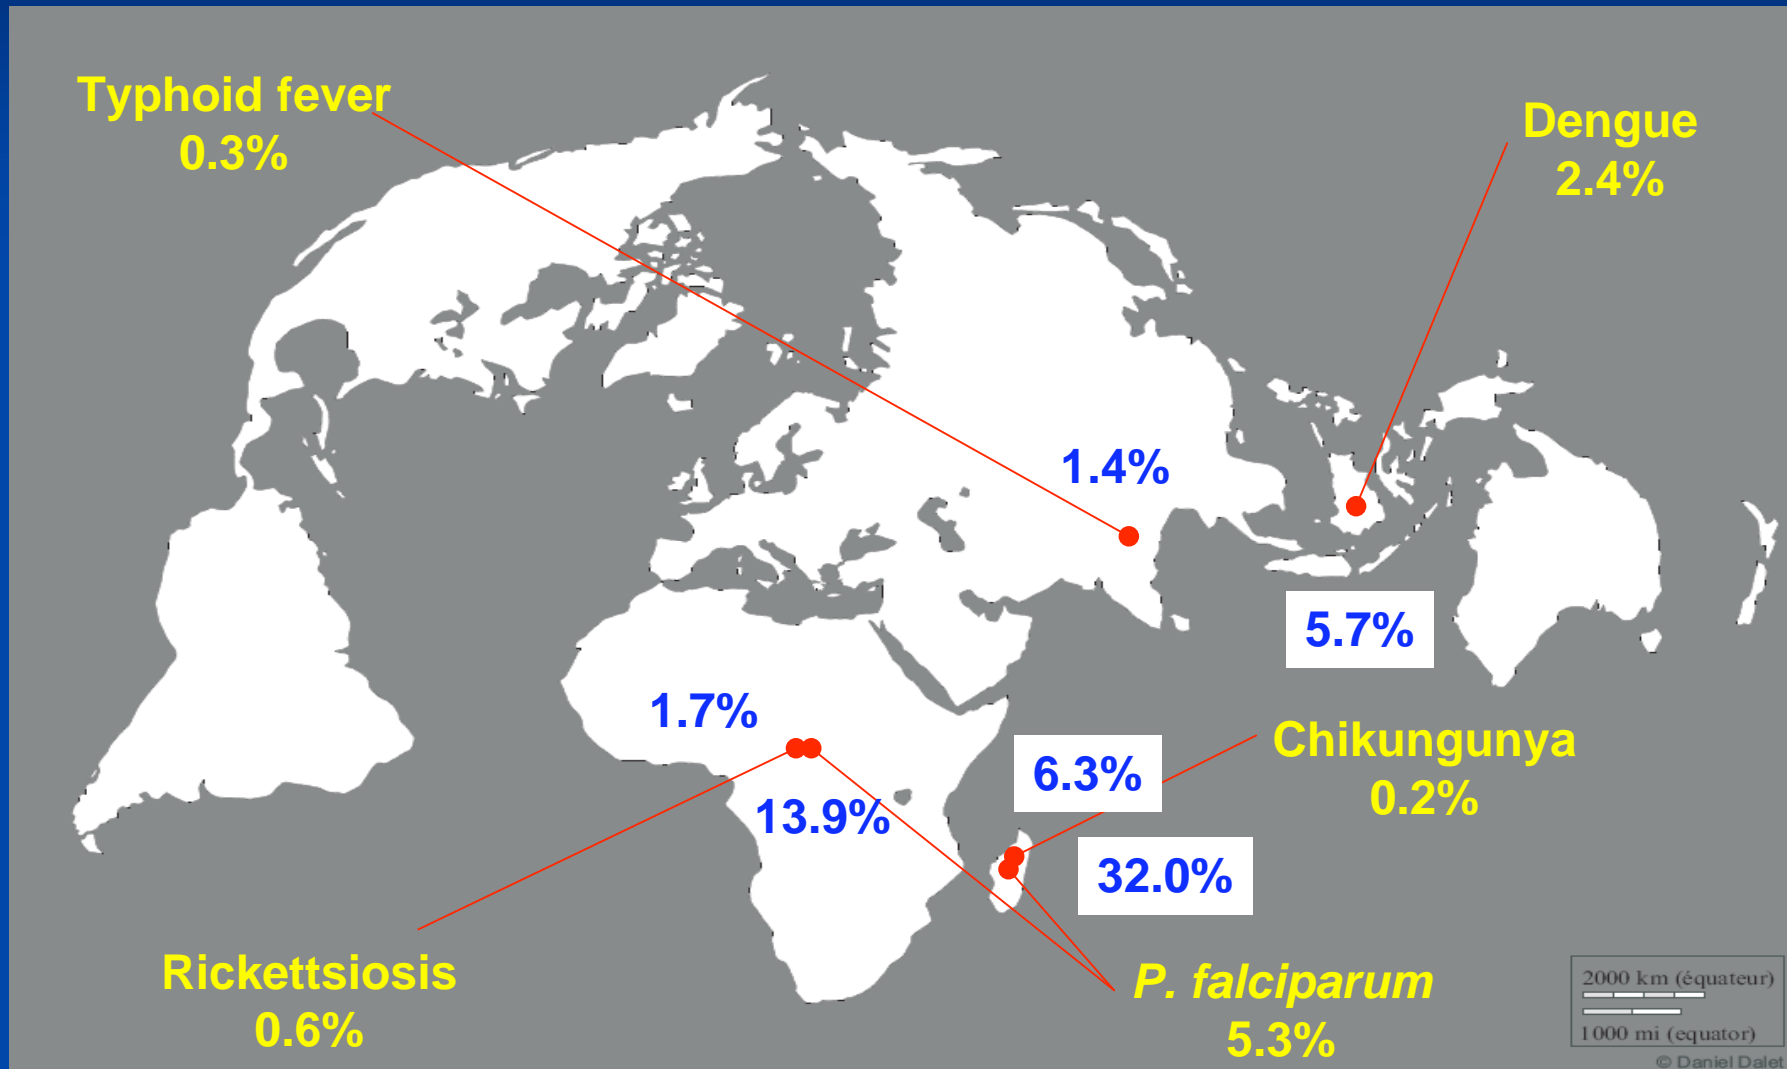 Typhoid fever
0.3%
Dengue
2.4%
1.4%
5.7%
1.7%
13.9%
6.3%
32.0%
Chikungunya
0.2%
Rickettsiosis
0.6%
P. falciparum
5.3%
2000 km (équateur)
1000 mi (equator)
© Daniel Dalet